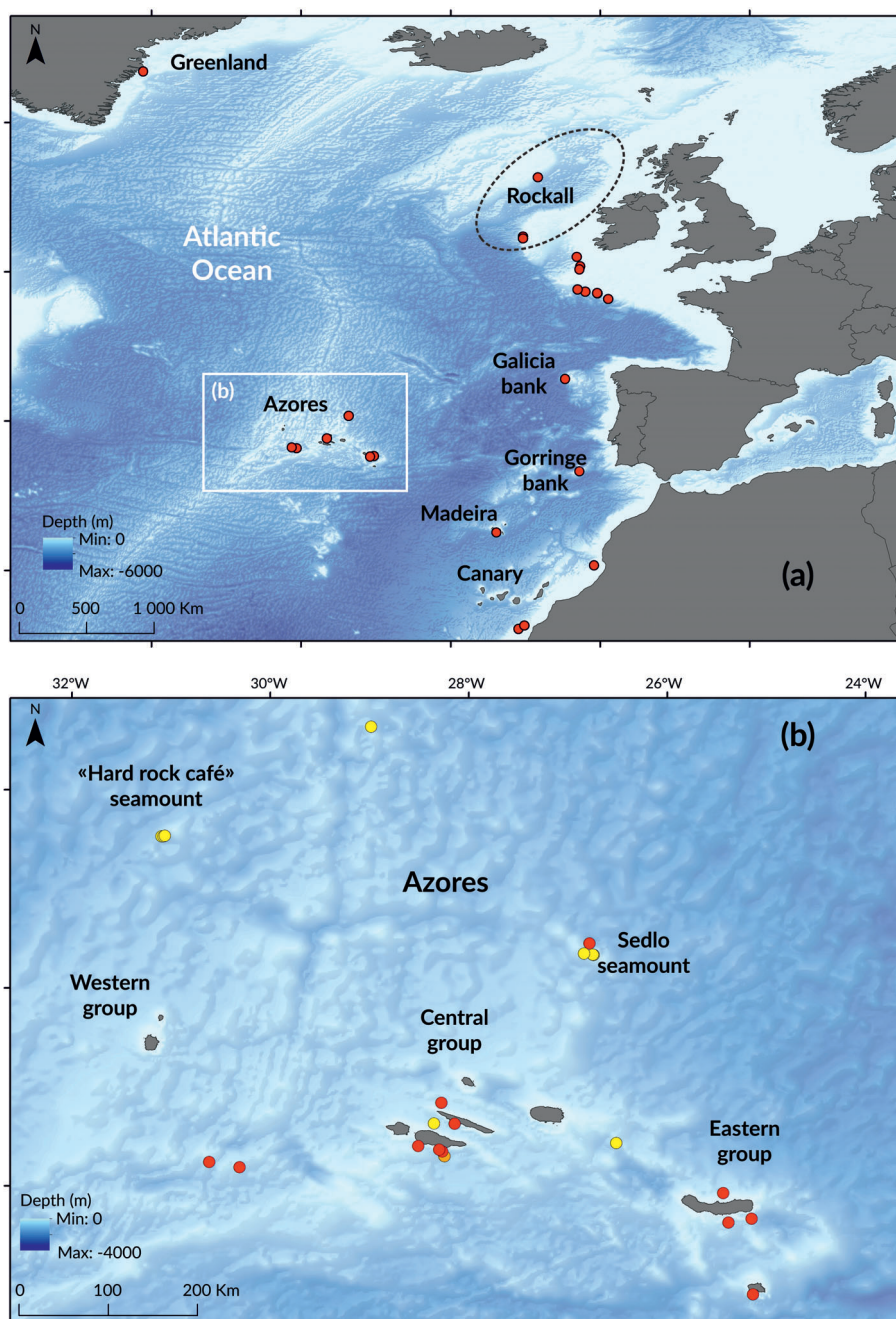 N
Greenland
Rockall
Atlantic
Ocean
Galicia
bank
(b)
Azores
Gorringe
bank
Madeira
Depth (m)
Min: 0
Max: -6000
Canary
(a)
0 500 1 000 Km
32°W 30°W 28°W 26°W 24°W
N
(b)
«Hard rock café»
seamount
Azores
Sedlo
seamount
Western
group
Central
group
Eastern
group
Depth (m)
Min: 0
Max: -4000
0 100 200 Km